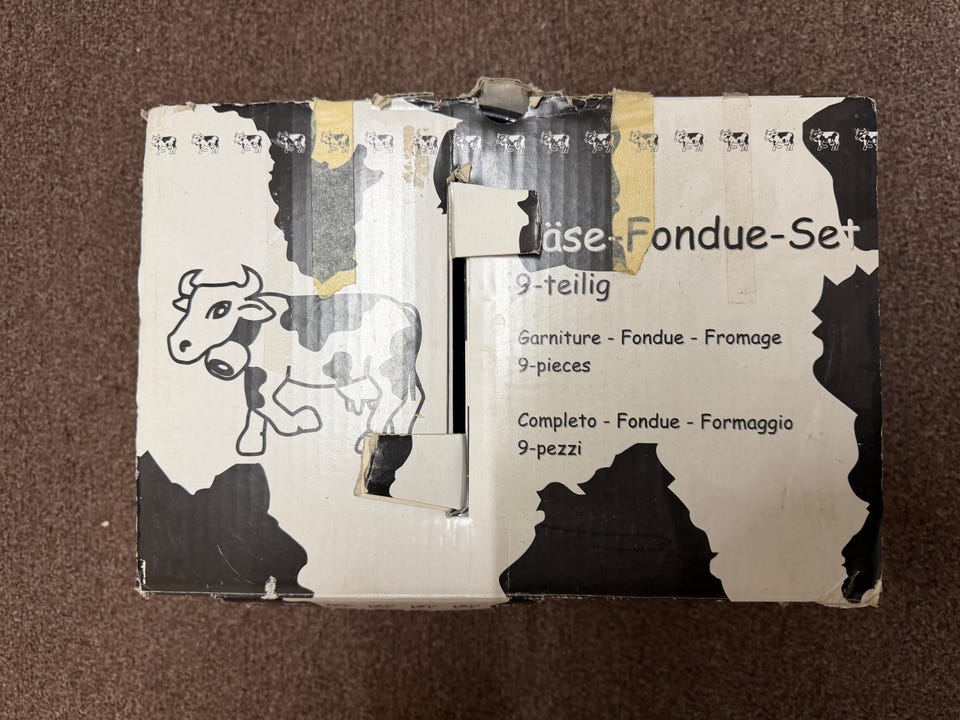 äse-Fondue-Set
9-teilig
Garniture - Fondue - Fromage
9-pieces
Completo - Fondue - Formaggio
9-pezzi